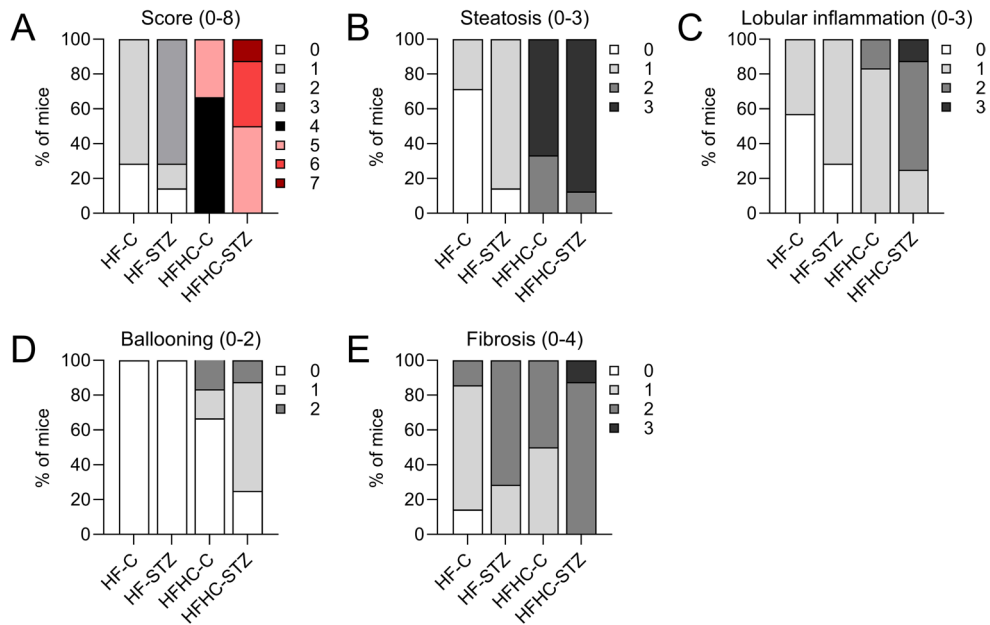 A
Score (0-8)
% of mice
100
80
60
40
20
0
HF-C
HF-STZ
HFHC-C
HFHC-STZ
0
1
2
3
4
5
6
7
B
Steatosis (0-3)
% of mice
100
80
60
40
20
0
HF-C
HF-STZ
HFHC-C
HFHC-STZ
0
1
2
3
C
Lobular inflammation (0-3)
% of mice
100
80
60
40
20
0
HF-C
HF-STZ
HFHC-C
HFHC-STZ
0
1
2
3
D
Ballooning (0-2)
% of mice
100
80
60
40
20
0
HF-C
HF-STZ
HFHC-C
HFHC-STZ
0
1
2
E
Fibrosis (0-4)
% of mice
100
80
60
40
20
0
HF-C
HF-STZ
HFHC-C
HFHC-STZ
0
1
2
3